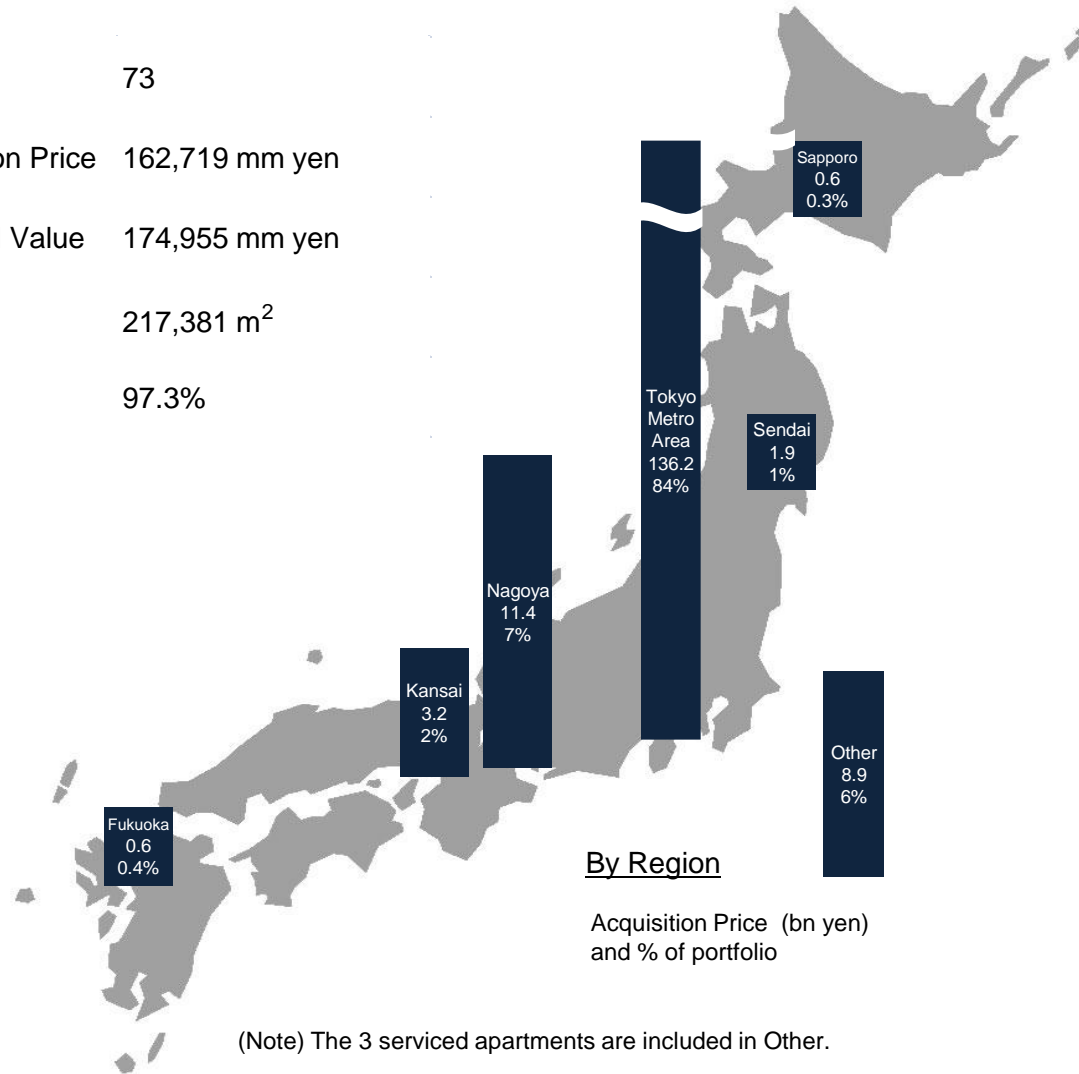 73
on Price 162,719 mm yen
Value 174,955 mm yen
217,381 m²
97.3%
Sapporo
0.6
0.3%
Tokyo
Metro
Area
136.2
84%
Sendai
1.9
1%
Nagoya
11.4
7%
Kansai
3.2
2%
Other
8.9
6%
Fukuoka
0.6
0.4%
By Region
Acquisition Price (bn yen)
and % of portfolio
(Note) The 3 serviced apartments are included in Other.